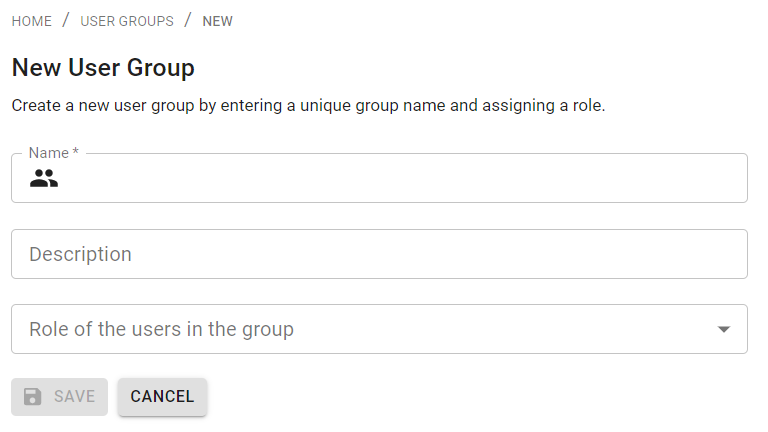 HOME / USER GROUPS / NEW
New User Group
Create a new user group by entering a unique group name and assigning a role.
Name *
Description
Role of the users in the group
SAVE CANCEL